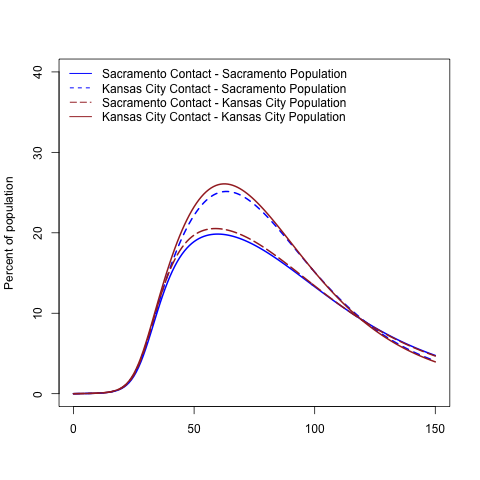 Sacramento Contact - Sacramento Population
Kansas City Contact - Sacramento Population
Sacramento Contact - Kansas City Population
Kansas City Contact - Kansas City Population
Percent of population
40
30
20
10
0
0 50 100 150